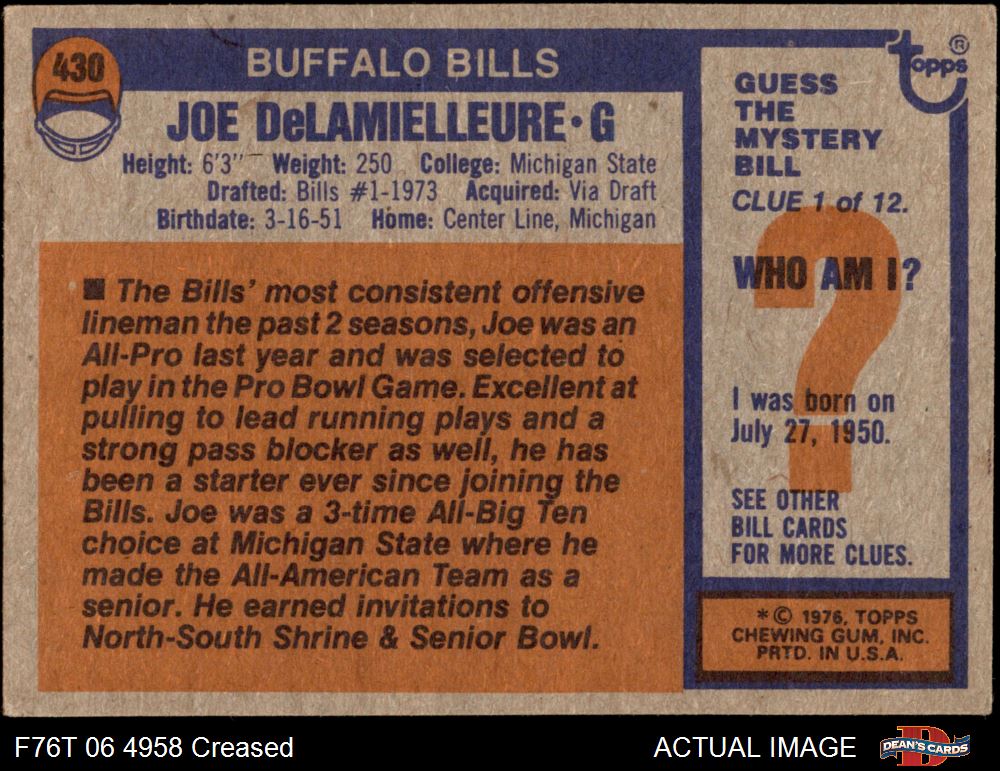 430
BUFFALO BILLS
JOE DeLAMIELLEURE • G
Height: 6'3" Weight: 250 College: Michigan State
Drafted: Bills #1-1973 Acquired: Via Draft
Birthdate: 3-16-51 Home: Center Line, Michigan
■ The Bills' most consistent offensive
lineman the past 2 seasons, Joe was an
All-Pro last year and was selected to
play in the Pro Bowl Game. Excellent at
pulling to lead running plays and a
strong pass blocker as well, he has
been a starter ever since joining the
Bills. Joe was a 3-time All-Big Ten
choice at Michigan State where he
made the All-American Team as a
senior. He earned invitations to
North-South Shrine & Senior Bowl.
topps ®
GUESS
THE
MYSTERY
BILL
CLUE 1 of 12.
?
WHO AM I?
I was born on
July 27, 1950.
SEE OTHER
BILL CARDS
FOR MORE CLUES.
* © 1976, TOPPS
CHEWING GUM, INC.
PRTD. IN U.S.A.
F76T 06 4958 Creased
ACTUAL IMAGE
D
DEAN'S CARDS